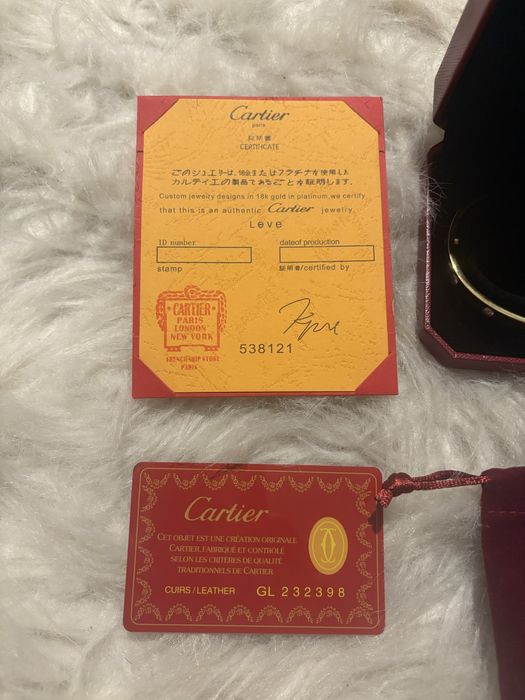 Cartier
paris
証明書
CERTIFICATE
このジュエリーは、18金またはプラチナを使用した
カルティエの製品であることを証明します。
Custom jewelry designs in 18k gold in platinum, we certify
that this is an authentic Cartier jewelry.
Love
ID number
dateof production
stamp
証明者/certified by
CARTIER
PARIS
LONDON
NEW YORK
PARIS
538121
Cartier
CET OBJET EST UNE CRÉATION ORIGINALE
CARTIER, FABRIQUÉ ET CONTRÔLÉ
SELON LES CRITÈRES DE QUALITÉ
TRADITIONNELS DE CARTIER
CUIRS/LEATHER GL 232398